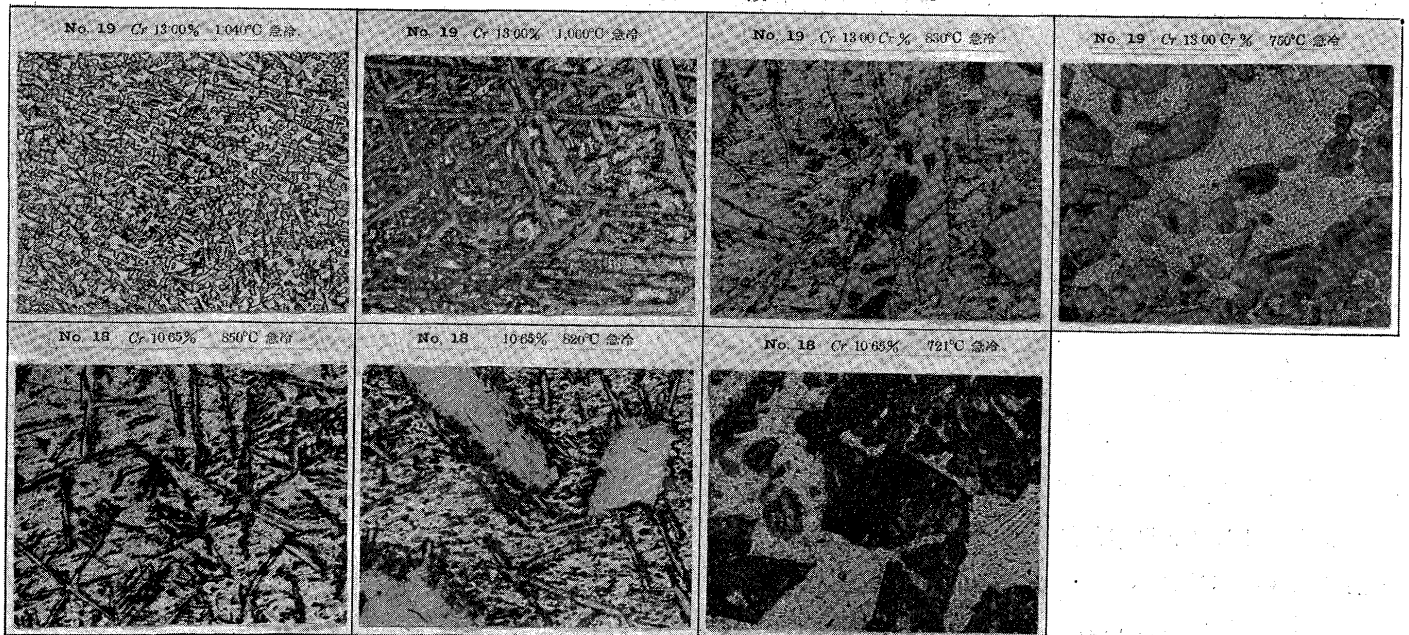 No. 19 Cr 13·00% 1,040°C 急冷
No. 19 Cr 13·00% 1,000°C 急冷
No. 19 Cr 13·00 Cr % 830°C 急冷
No. 19 Cr 13·00 Cr % 750°C 急冷
No. 18 Cr 10·65% 850°C 急冷
No. 18 10·65% 820°C 急冷
No. 18 Cr 10·65% 721°C 急冷